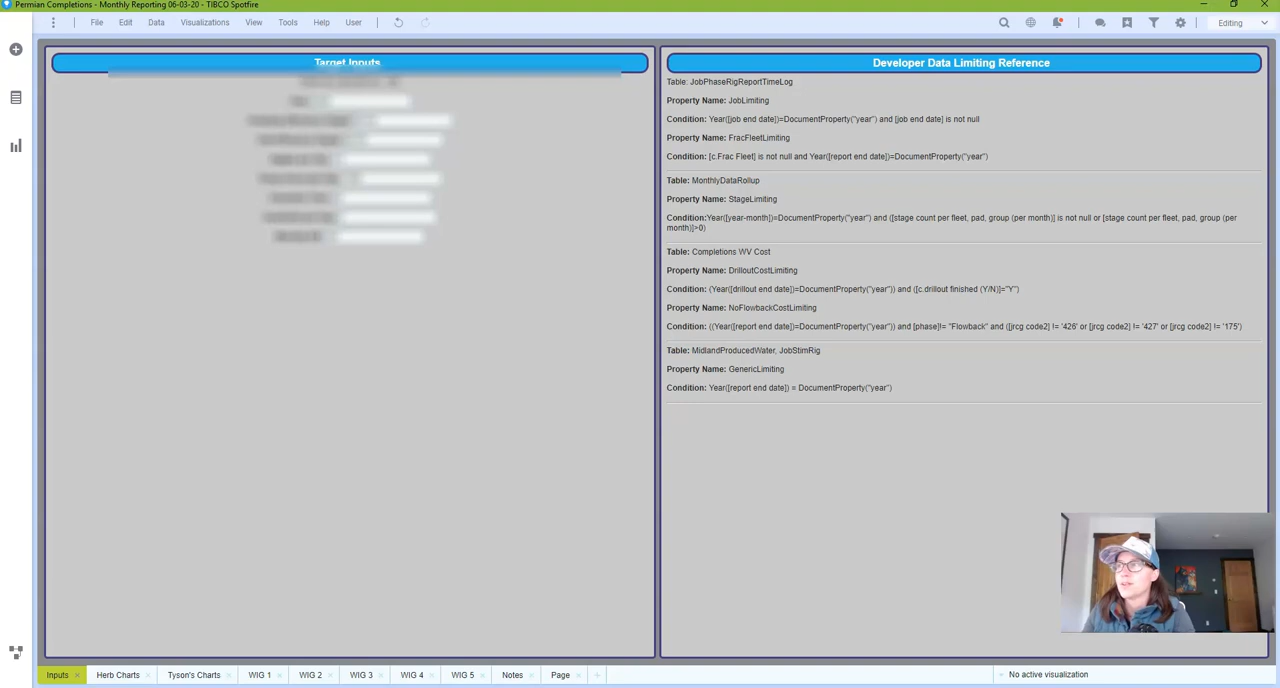 Permian Completions - Monthly Reporting 06-03-20 - TIBCO Spotfire
File Edit Data Visualizations View Tools Help User Editing
Target Inputs
Developer Data Limiting Reference
Table: JobPhaseRigReportTimeLog
Property Name: JobLimiting
Condition: Year([job end date])=DocumentProperty("year") and [job end date] is not null
Property Name: FracFleetLimiting
Condition: [c.Frac Fleet] is not null and Year([report end date])=DocumentProperty("year")
Table: MonthlyDataRollup
Property Name: StageLimiting
Condition:Year([year-month])=DocumentProperty("year") and ([stage count per fleet, pad, group (per month)] is not null or [stage count per fleet, pad, group (per
month)]>0)
Table: Completions WV Cost
Property Name: DrilloutCostLimiting
Condition: (Year([drillout end date])=DocumentProperty("year")) and ([c.drillout finished (Y/N)]="Y")
Property Name: NoFlowbackCostLimiting
Condition: ((Year([report end date])=DocumentProperty("year")) and [phase]!= "Flowback" and ([jrcg code2] != '426' or [jrcg code2] != '427' or [jrcg code2] != '175')
Table: MidlandProducedWater, JobStimRig
Property Name: GenericLimiting
Condition: Year([report end date]) = DocumentProperty("year")
Inputs Herb Charts Tyson's Charts WIG 1 WIG 2 WIG 3 WIG 4 WIG 5 Notes Page No active visualization